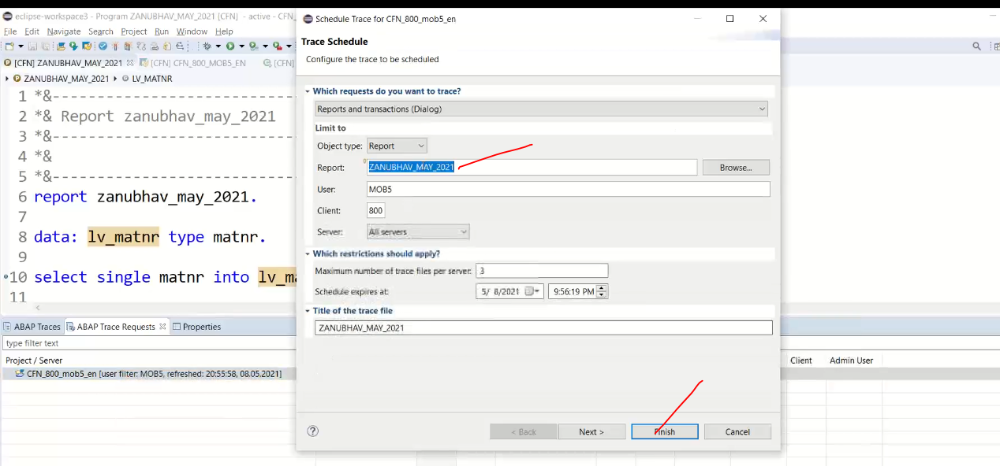 eclipse-workspace3 - Program ZANUBHAV_MAY_2021 [CFN] - active - CFN_
File Edit Navigate Search Project Run Window Help
[CFN] ZANUBHAV_MAY_2021 [CFN] CFN_800_MOB5_EN [CFN]
ZANUBHAV_MAY_2021 LV_MATNR
1 *&---------------------------
2 *& Report zanubhav_may_2021
3 *&---------------------------
4 *&
5 *&---------------------------
6 report zanubhav_may_2021.
7
8 data: lv_matnr type matnr.
9
10 select single matnr into lv_ma
11
ABAP Traces ABAP Trace Requests Properties
type filter text
Project / Server
Client Admin User
CFN_800_mob5_en [user filter: MOB5, refreshed: 20:55:58, 08.05.2021]
Schedule Trace for CFN_800_mob5_en
Trace Schedule
Configure the trace to be scheduled
Which requests do you want to trace?
Reports and transactions (Dialog)
Limit to
Object type: Report
Report: ZANUBHAV_MAY_2021 Browse...
User: MOB5
Client: 800
Server: All servers
Which restrictions should apply?
Maximum number of trace files per server: 3
Schedule expires at: 5/ 8/2021 9:56:19 PM
Title of the trace file
ZANUBHAV_MAY_2021
< Back Next > Finish Cancel